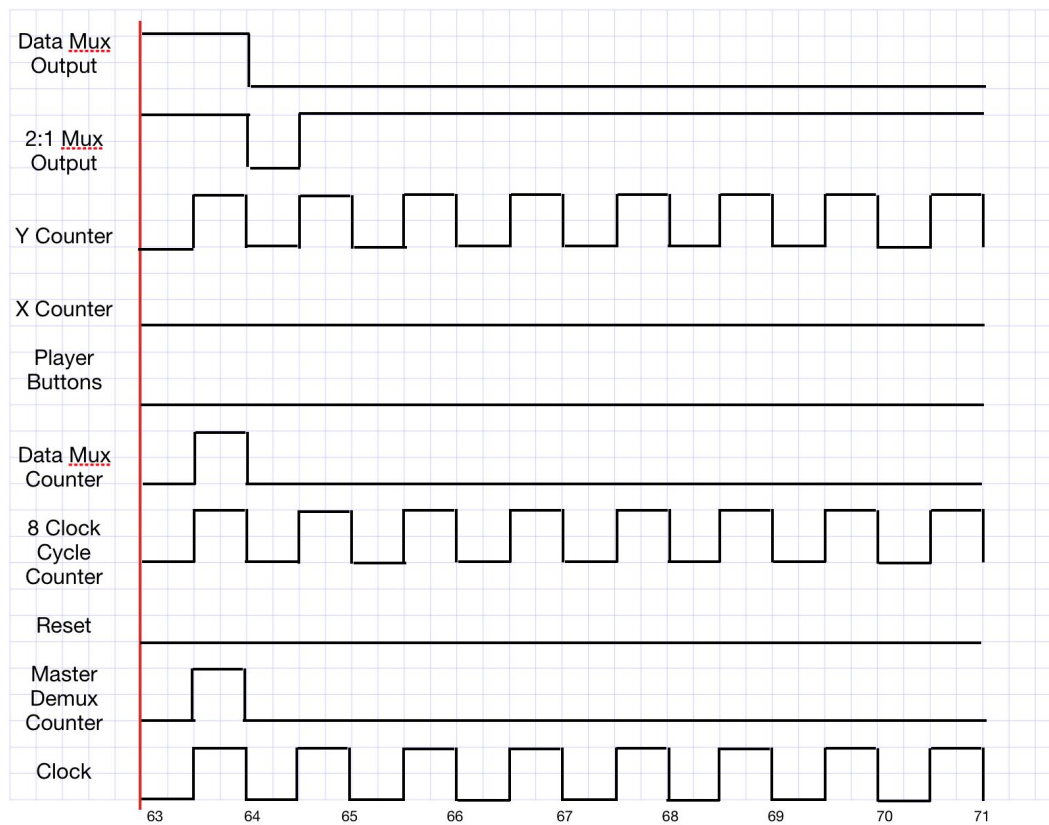 Data Mux
Output
2:1 Mux
Output
Y Counter
X Counter
Player
Buttons
Data Mux
Counter
8 Clock
Cycle
Counter
Reset
Master
Demux
Counter
Clock
63 64 65 66 67 68 69 70 71